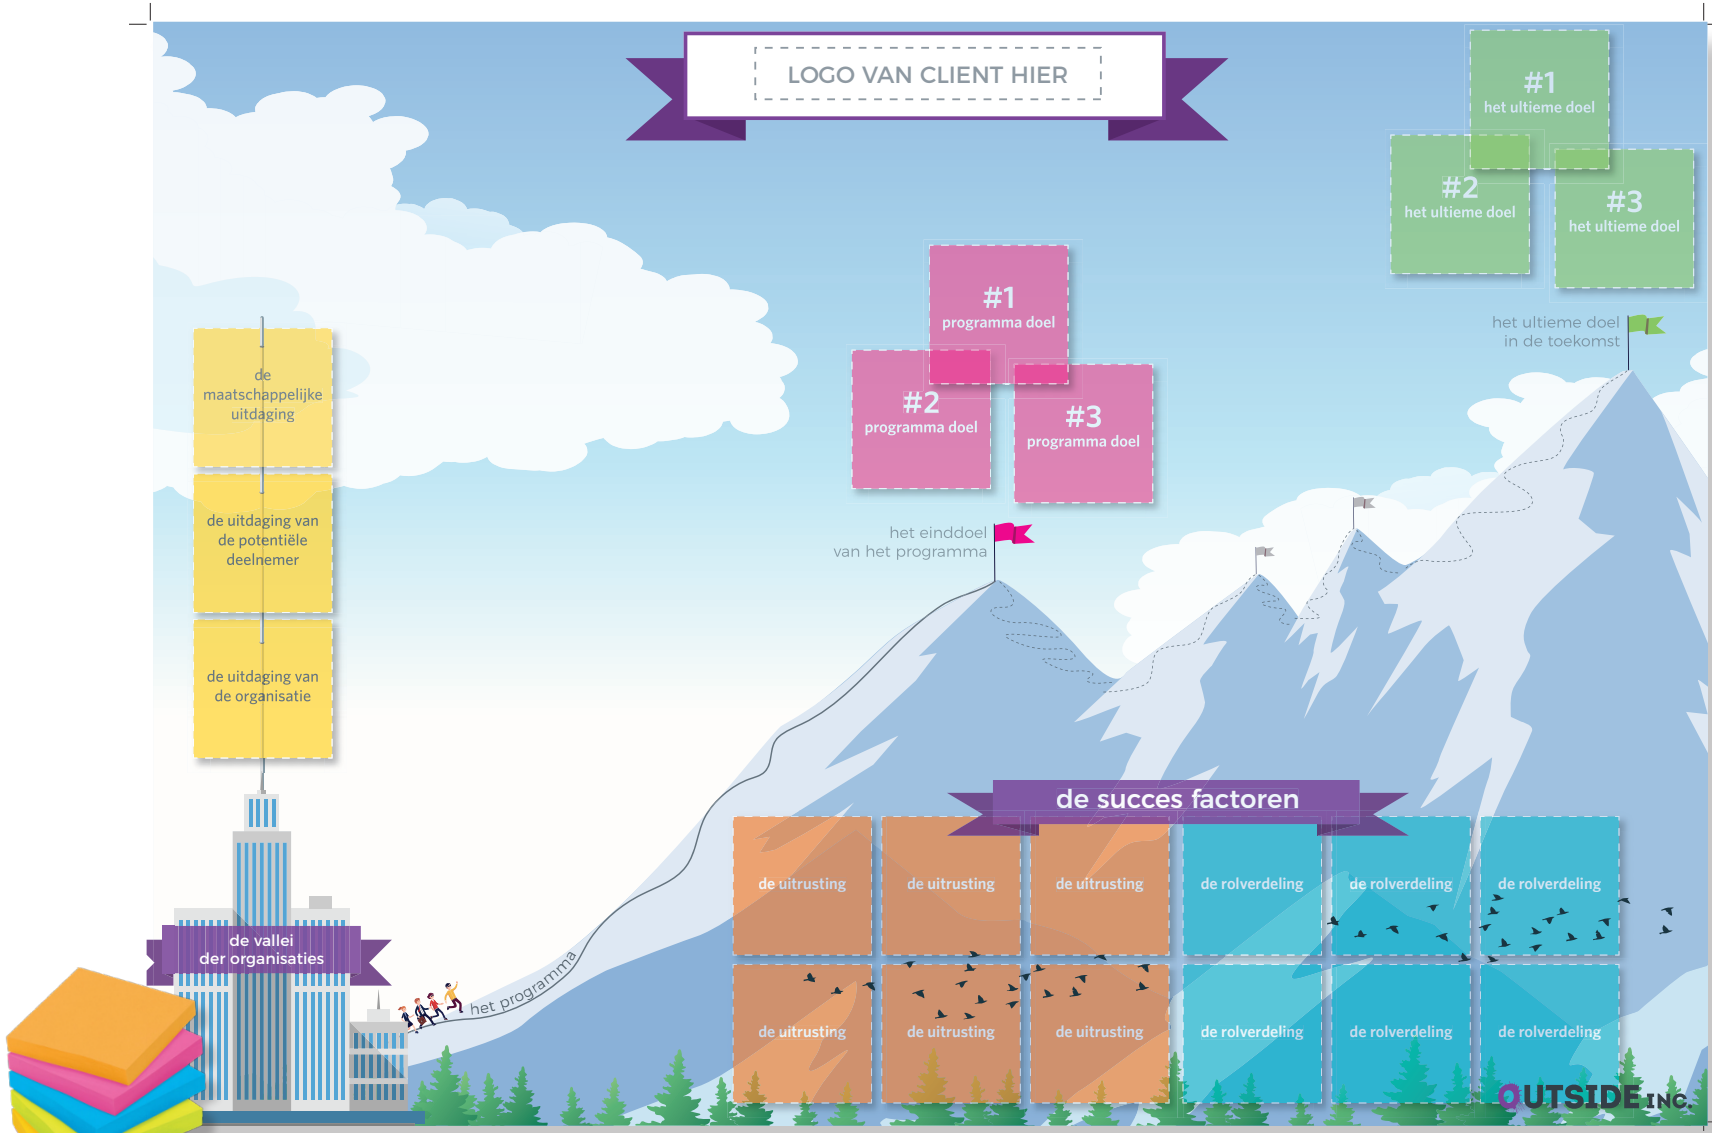 LOGO VAN CLIENT HIER
#1
het ultieme doel
#2
het ultieme doel
#3
het ultieme doel
#1
programma doel
#2
programma doel
#3
programma doel
het ultieme doel
in de toekomst
de
maatschappelijke
uitdaging
de uitdaging van
de potentiële
deelnemer
de uitdaging van
de organisatie
het einddoel
van het programma
de succes factoren
de uitrusting
de uitrusting
de uitrusting
de rolverdeling
de rolverdeling
de rolverdeling
de vallei
der organisaties
het programma
de uitrusting
de uitrusting
de uitrusting
de rolverdeling
de rolverdeling
de rolverdeling
OUTSIDE INC.